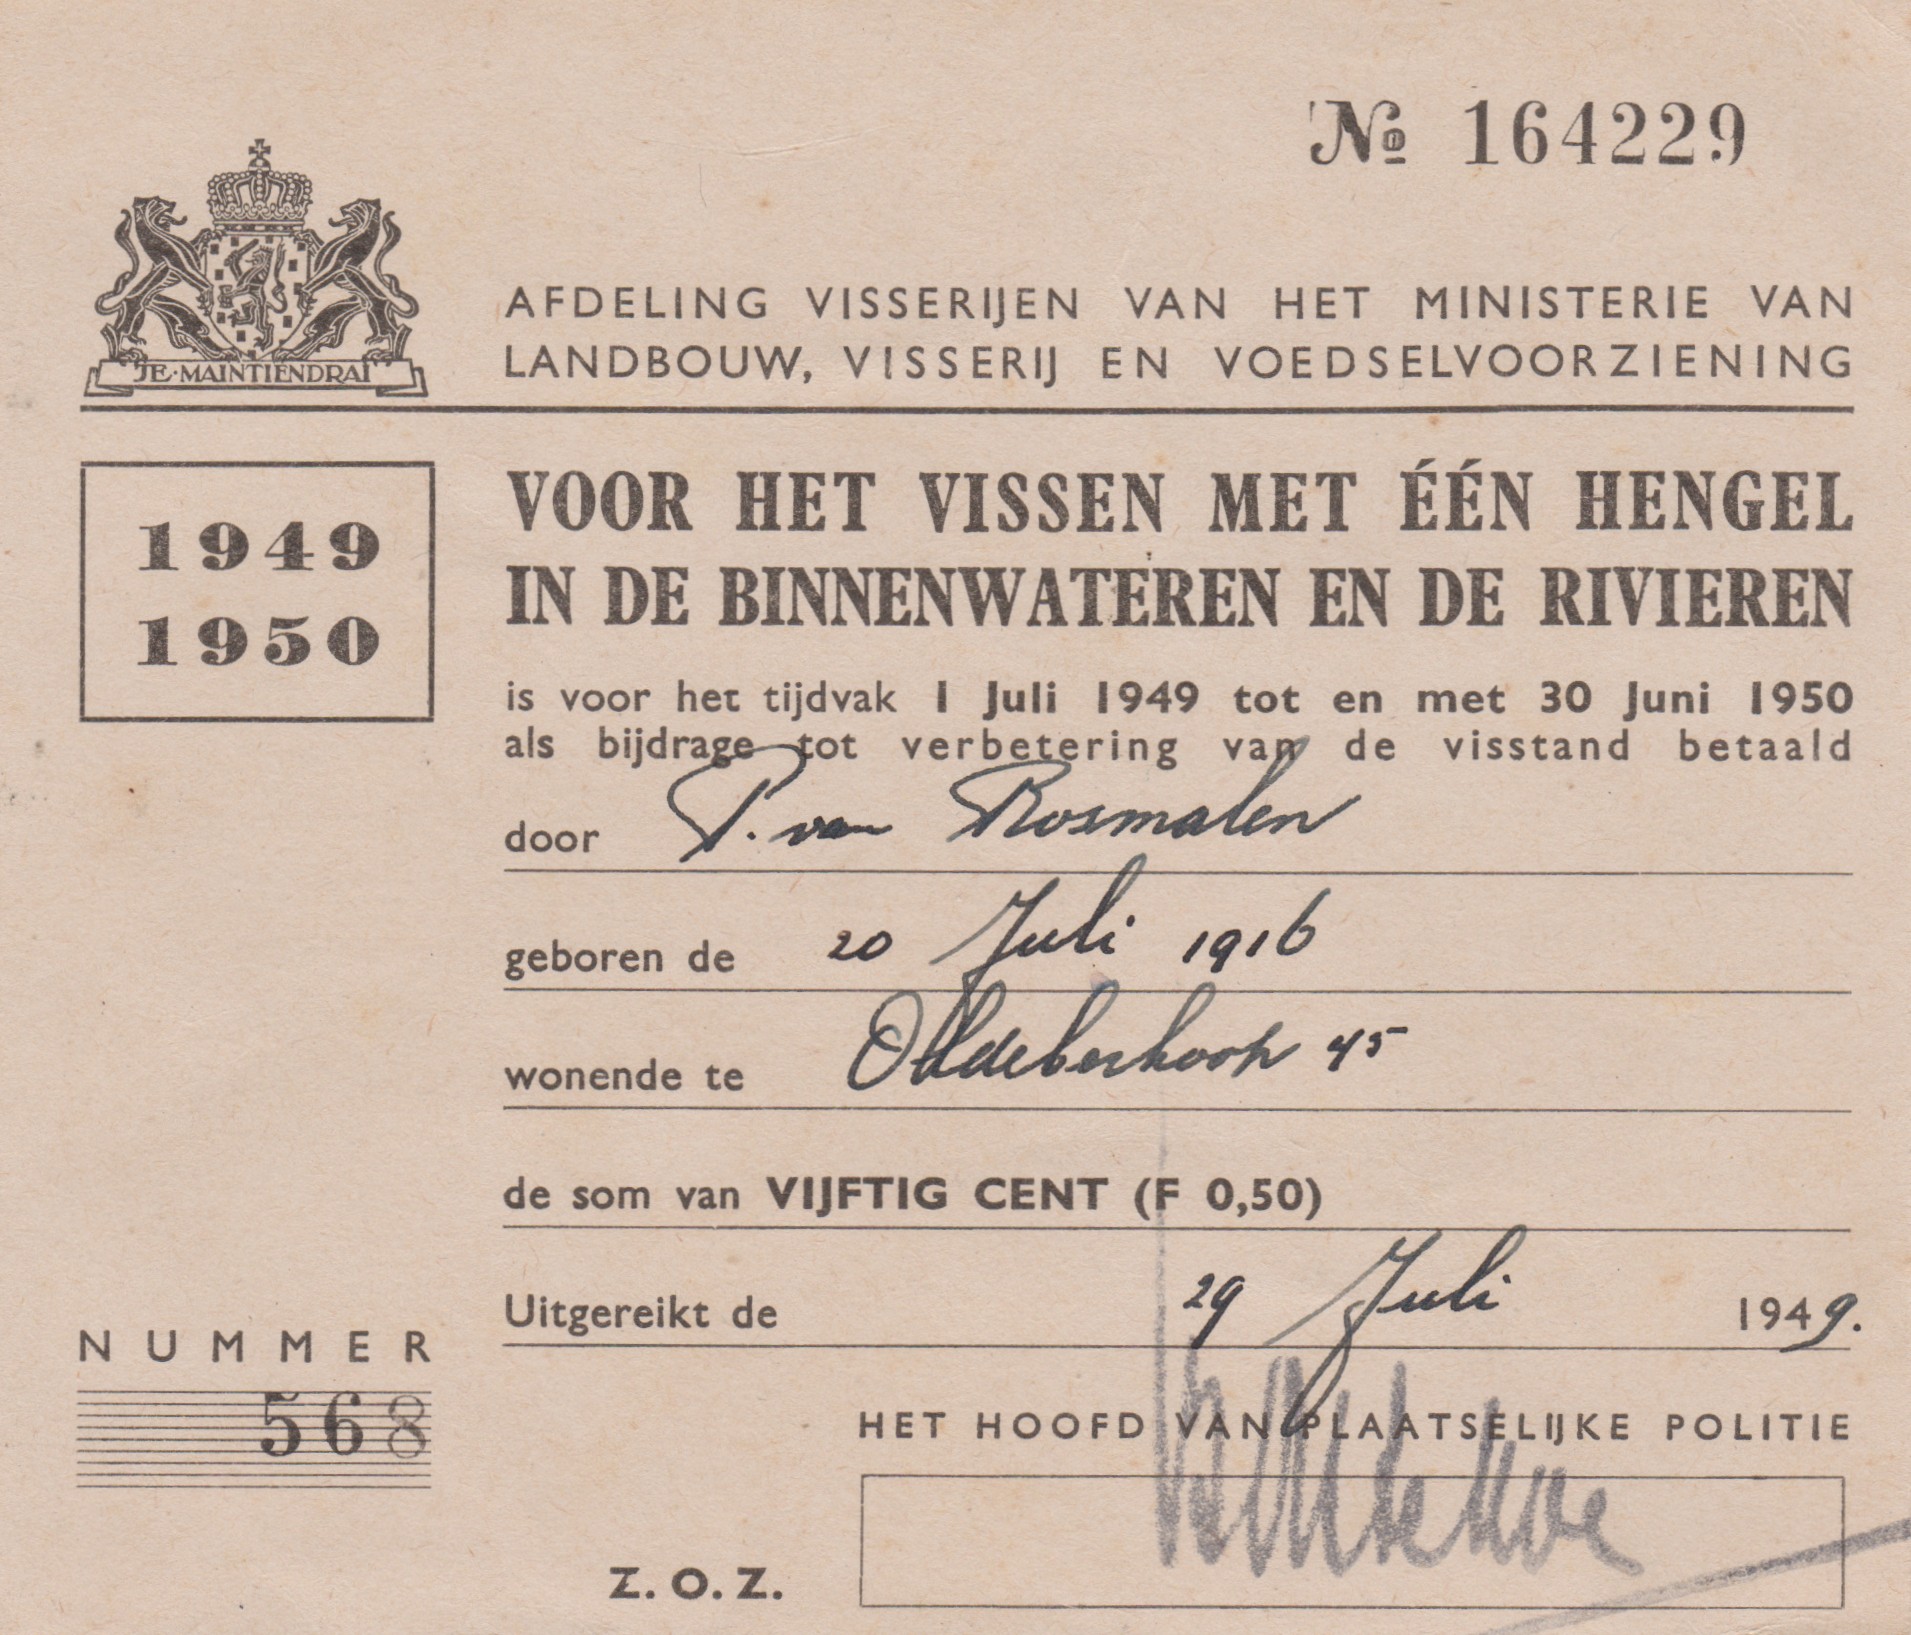 № 164229
JE·MAINTIENDRAI
AFDELING VISSERIJEN VAN HET MINISTERIE VAN
LANDBOUW, VISSERIJ EN VOEDSELVOORZIENING
1949
1950
VOOR HET VISSEN MET ÉÉN HENGEL
IN DE BINNENWATEREN EN DE RIVIEREN
is voor het tijdvak 1 Juli 1949 tot en met 30 Juni 1950
als bijdrage tot verbetering van de visstand betaald
door P. van Rosmalen
geboren de 20 Juli 1916
wonende te Oldeberkoop 45
de som van VIJFTIG CENT (F 0,50)
Uitgereikt de 29 Juli 1949.
NUMMER
568
HET HOOFD VAN PLAATSELIJKE POLITIE
Z.O.Z.